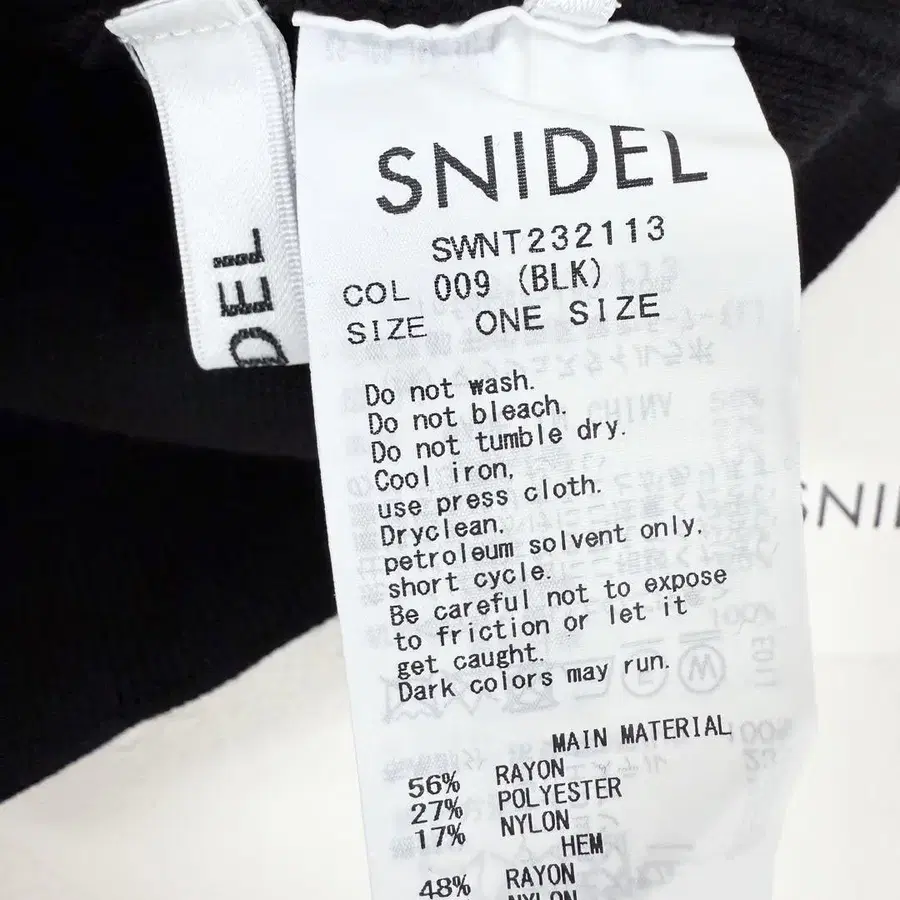 SNIDEL
SWNT232113
COL 009 (BLK)
SIZE ONE SIZE
Do not wash.
Do not bleach.
Do not tumble dry.
Cool iron,
use press cloth.
Dryclean,
petroleum solvent only,
short cycle.
Be careful not to expose
to friction or let it
get caught.
Dark colors may run.
MAIN MATERIAL
56% RAYON
27% POLYESTER
17% NYLON
HEM
48% RAYON
NYLON
DEL
SNI